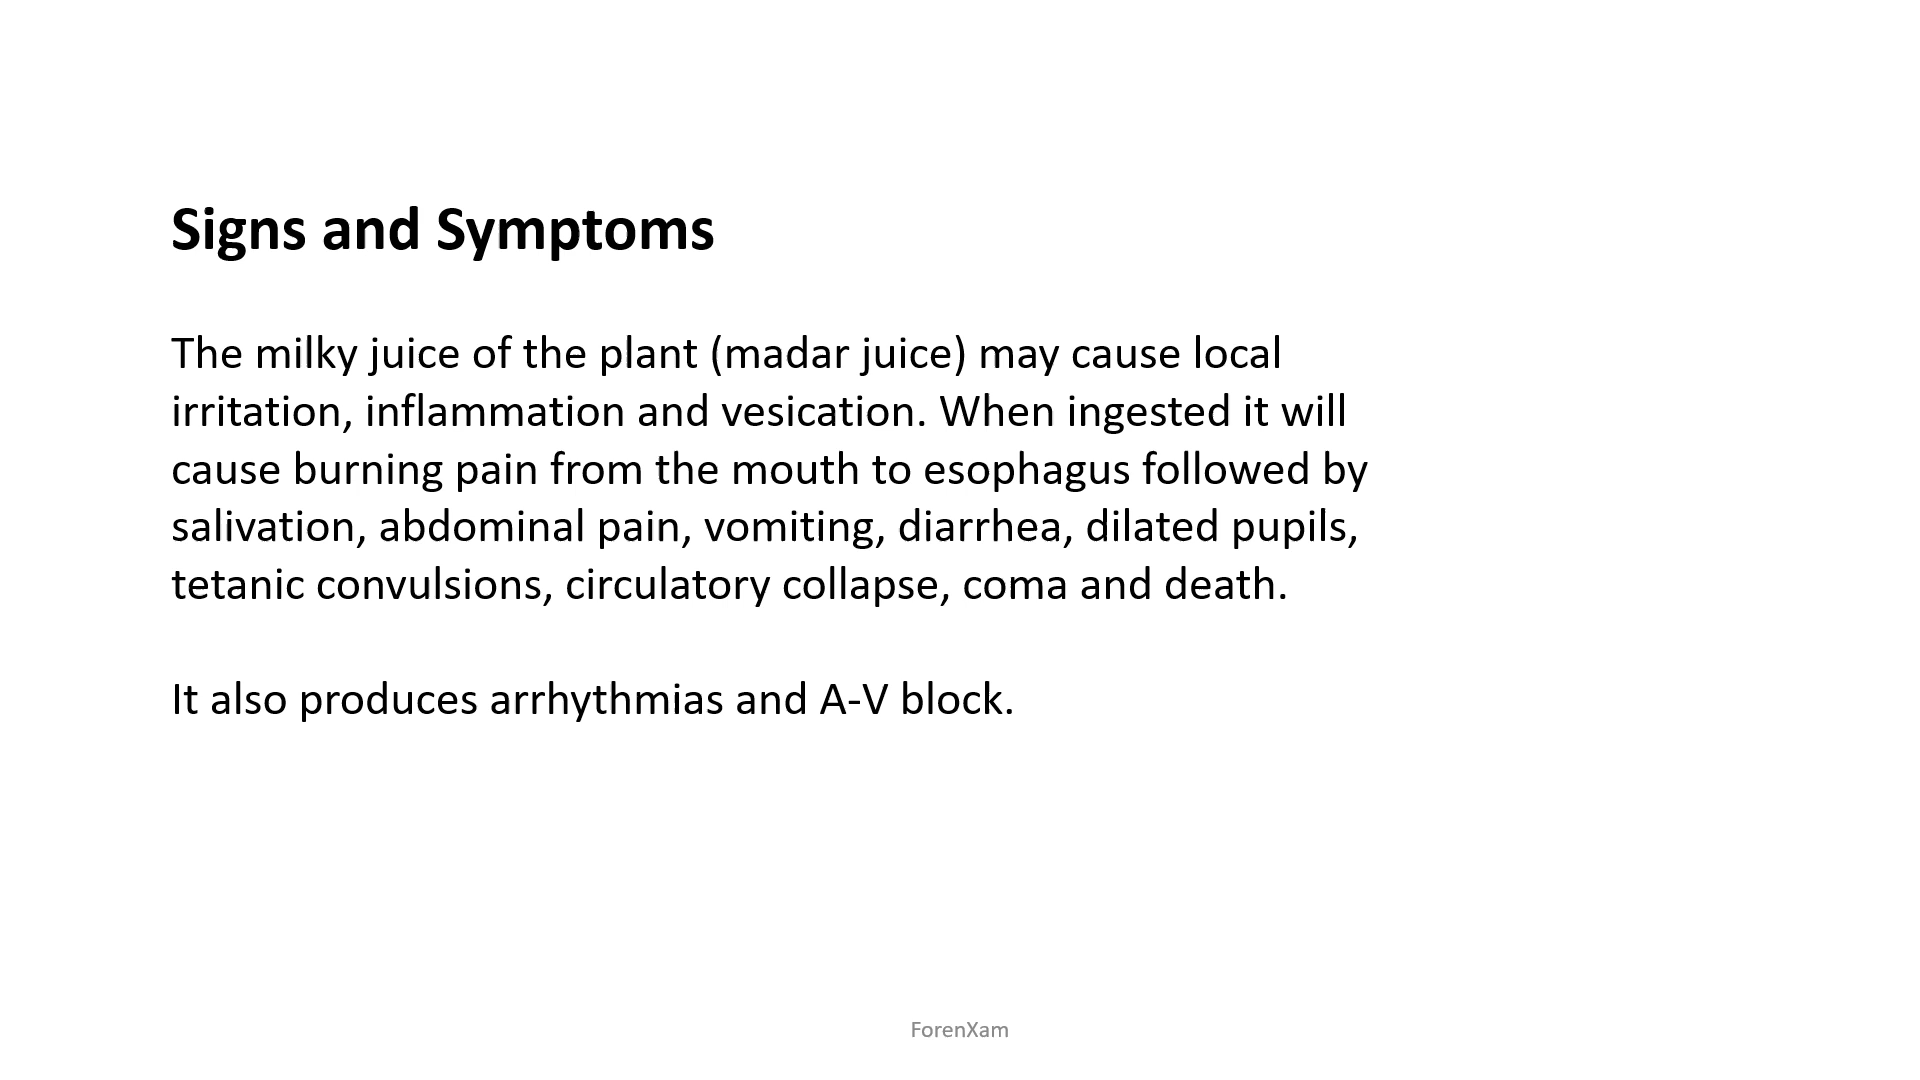 Signs and Symptoms
The milky juice of the plant (madar juice) may cause local
irritation, inflammation and vesication. When ingested it will
cause burning pain from the mouth to esophagus followed by
salivation, abdominal pain, vomiting, diarrhea, dilated pupils,
tetanic convulsions, circulatory collapse, coma and death.
It also produces arrhythmias and A-V block.
ForenXam